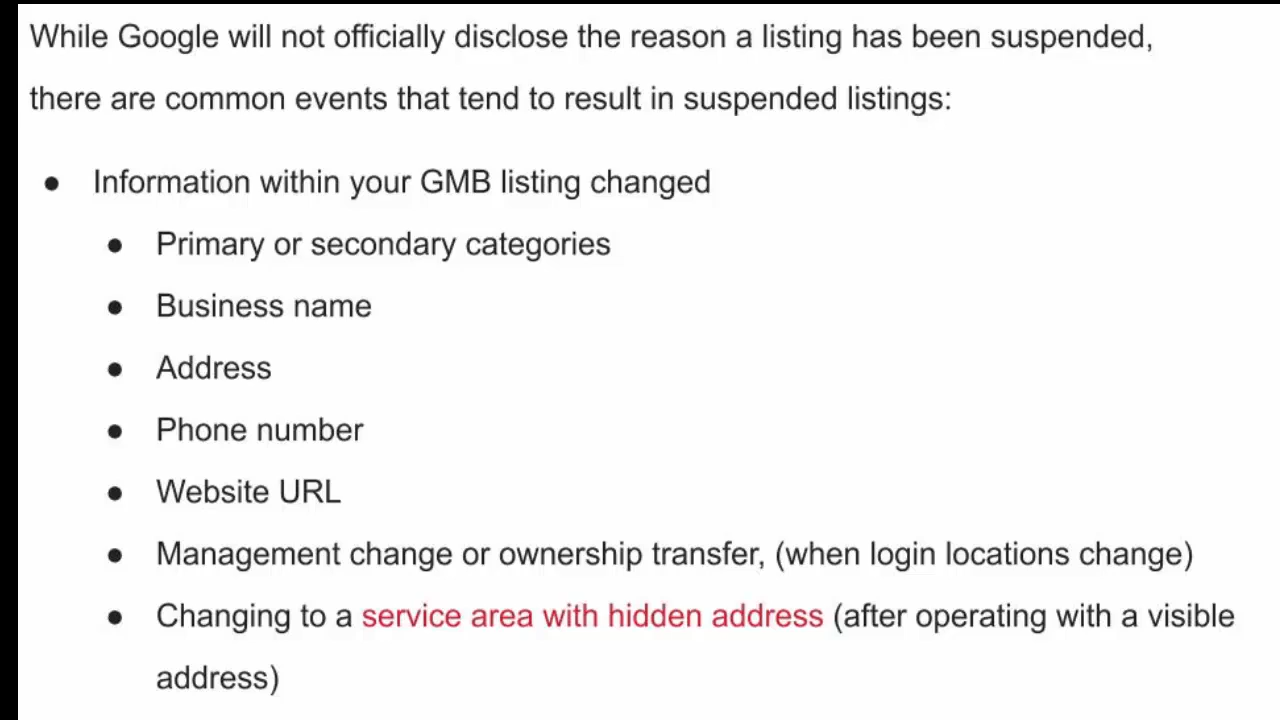 While Google will not officially disclose the reason a listing has been suspended,
there are common events that tend to result in suspended listings:
● Information within your GMB listing changed
● Primary or secondary categories
● Business name
● Address
● Phone number
● Website URL
● Management change or ownership transfer, (when login locations change)
● Changing to a service area with hidden address (after operating with a visible
address)